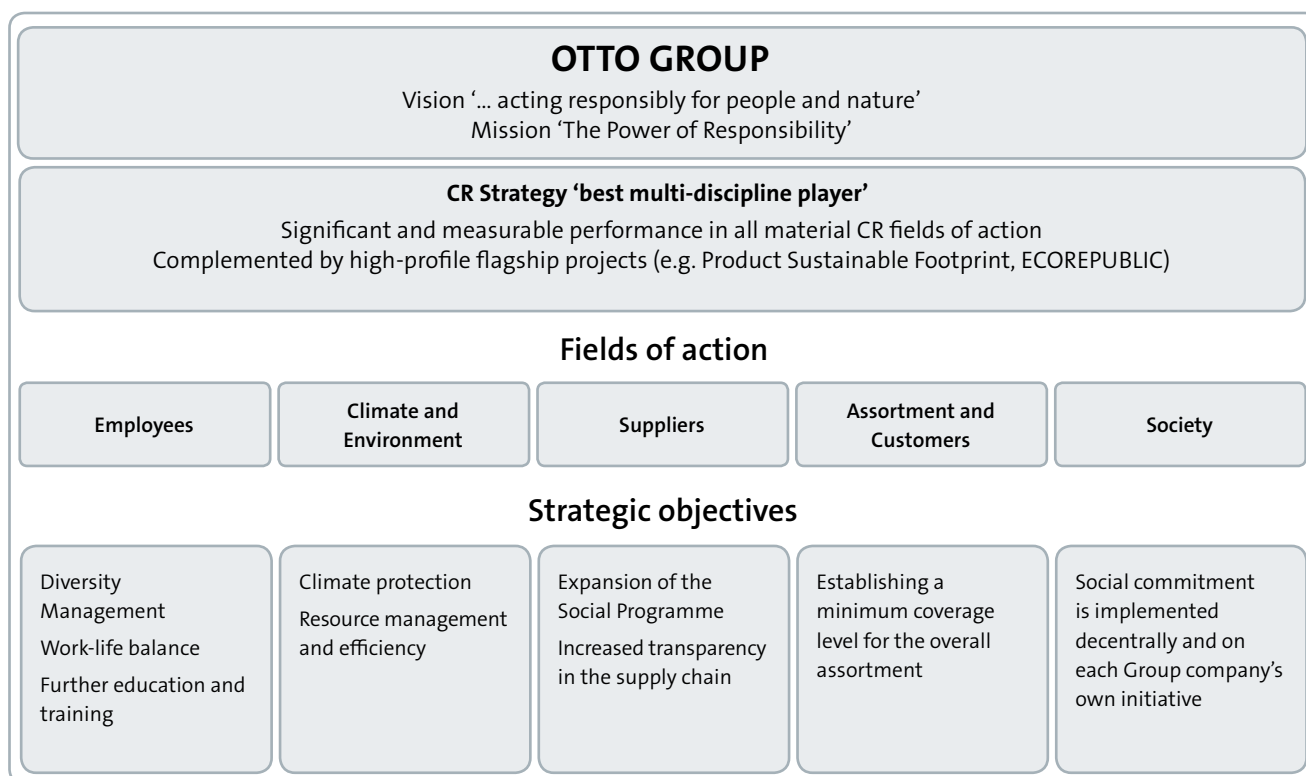 OTTO GROUP
Vision ‘... acting responsibly for people and nature’
Mission ‘The Power of Responsibility’
CR Strategy ‘best multi-discipline player’
Significant and measurable performance in all material CR fields of action
Complemented by high-profile flagship projects (e.g. Product Sustainable Footprint, ECOREPUBLIC)
Fields of action
Employees
Climate and
Environment
Suppliers
Assortment and
Customers
Society
Strategic objectives
Diversity
Management
Work-life balance
Further education and
training
Climate protection
Resource management
and efficiency
Expansion of the
Social Programme
Increased transparency
in the supply chain
Establishing a
minimum coverage
level for the overall
assortment
Social commitment
is implemented
decentrally and on
each Group company’s
own initiative